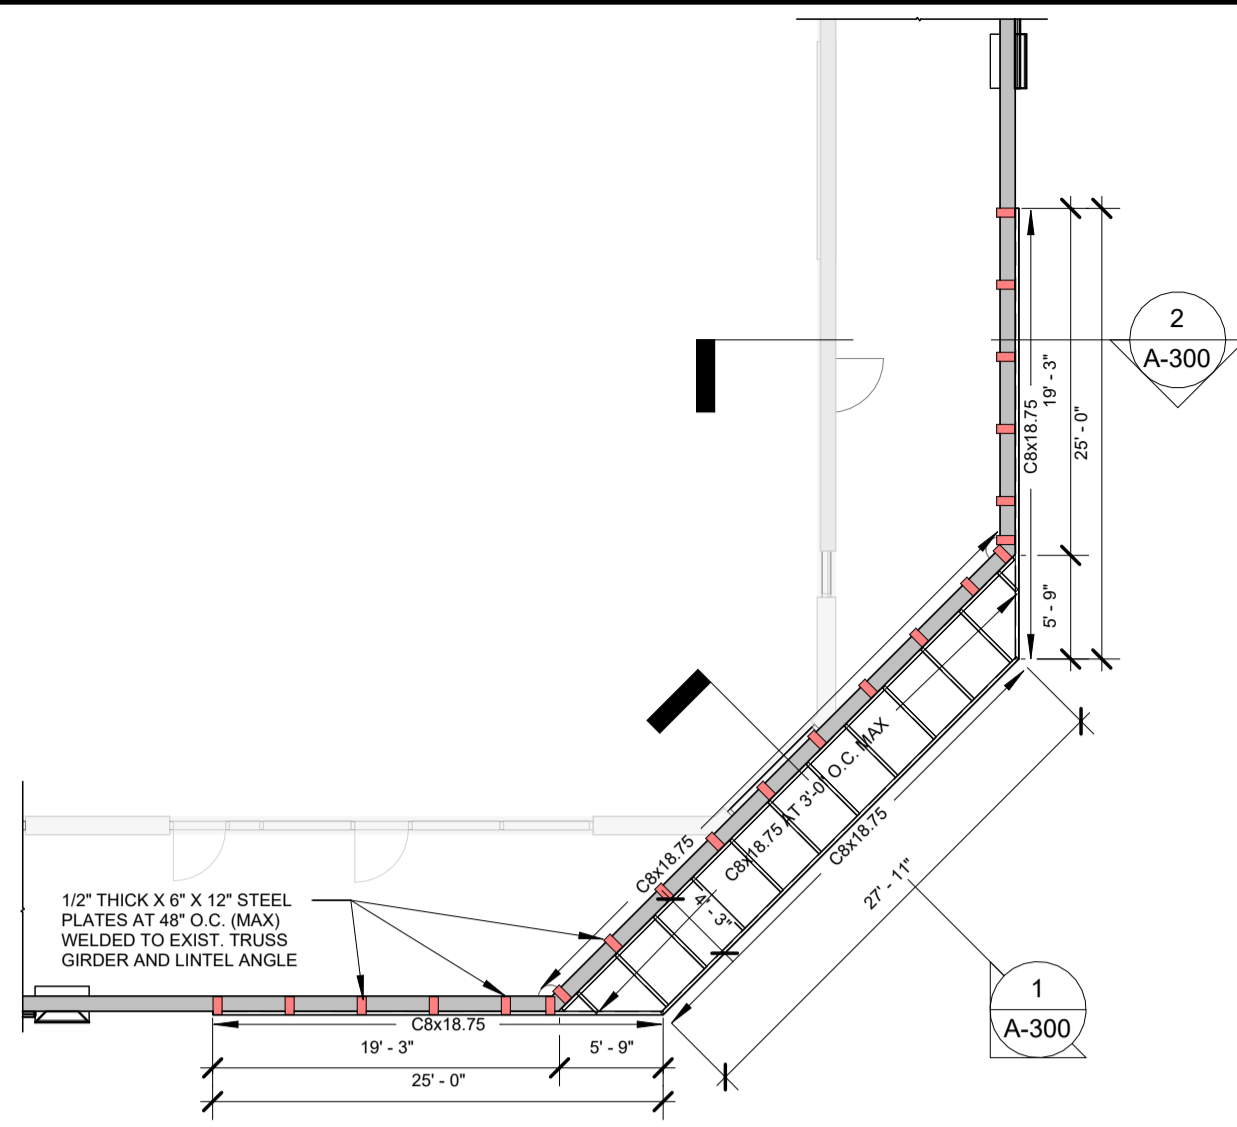 2
A-300
19' - 3"
C8x18.75
25' - 0"
5' - 9"
C8x18.75 AT 3'-0" O.C. MAX
C8x18.75
C8x18.75
4' - 3"
27' - 11"
1/2" THICK X 6" X 12" STEEL
PLATES AT 48" O.C. (MAX)
WELDED TO EXIST. TRUSS
GIRDER AND LINTEL ANGLE
1
A-300
C8x18.75
19' - 3"
5' - 9"
25' - 0"